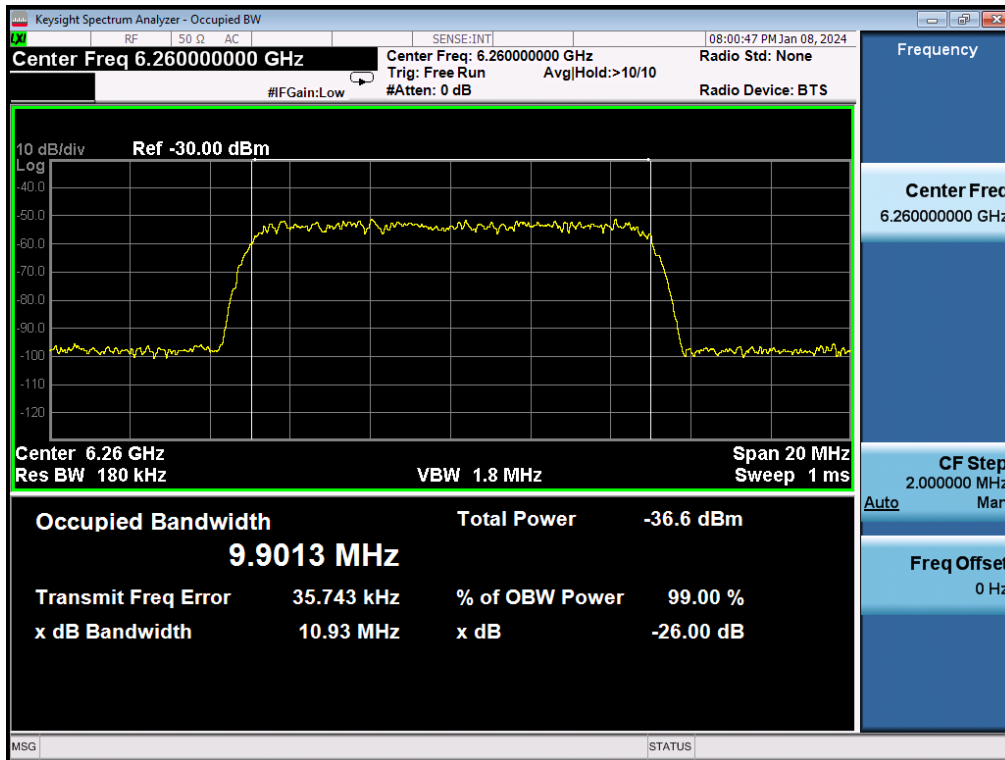 Keysight Spectrum Analyzer - Occupied BW
LXI RF 50 Ω AC SENSE:INT 08:00:47 PM Jan 08, 2024
Center Freq 6.260000000 GHz
Center Freq: 6.260000000 GHz Radio Std: None
Trig: Free Run Avg|Hold:>10/10
#IFGain:Low #Atten: 0 dB Radio Device: BTS
10 dB/div Ref -30.00 dBm
Log
-40.0
-50.0
-60.0
-70.0
-80.0
-90.0
-100
-110
-120
Center 6.26 GHz Span 20 MHz
Res BW 180 kHz VBW 1.8 MHz Sweep 1 ms
Occupied Bandwidth Total Power -36.6 dBm
9.9013 MHz
Transmit Freq Error 35.743 kHz % of OBW Power 99.00 %
x dB Bandwidth 10.93 MHz x dB -26.00 dB
Frequency
Center Freq
6.260000000 GHz
CF Step
2.000000 MHz
Auto Man
Freq Offset
0 Hz
MSG STATUS